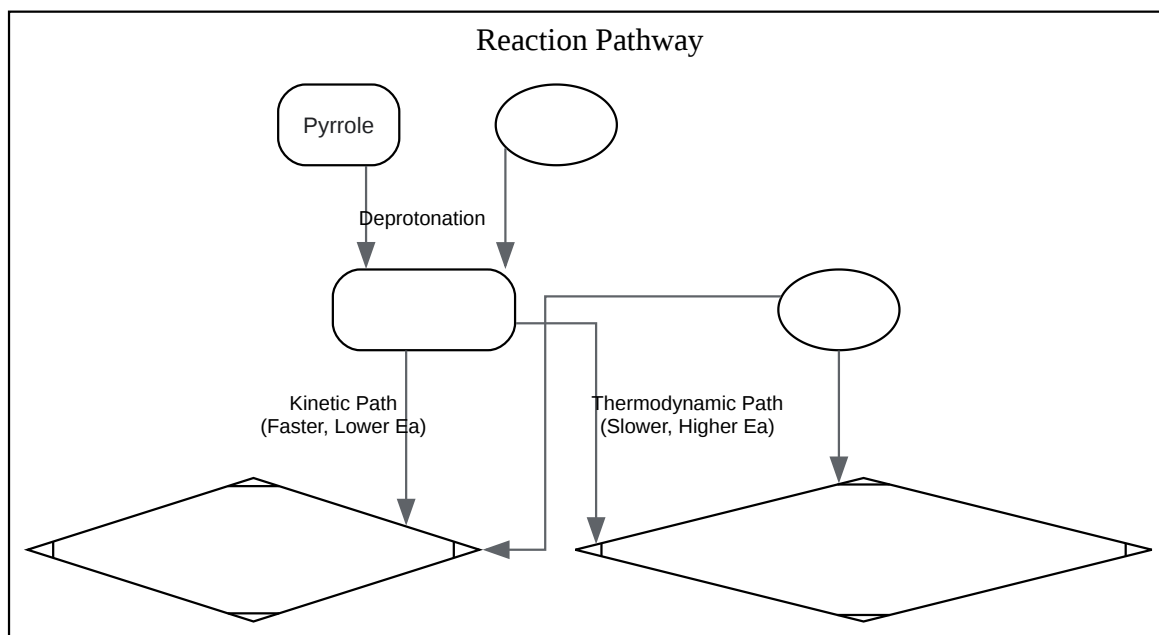 Reaction Pathway
Pyrrole
Deprotonation
Kinetic Path
(Faster, Lower Ea)
Thermodynamic Path
(Slower, Higher Ea)